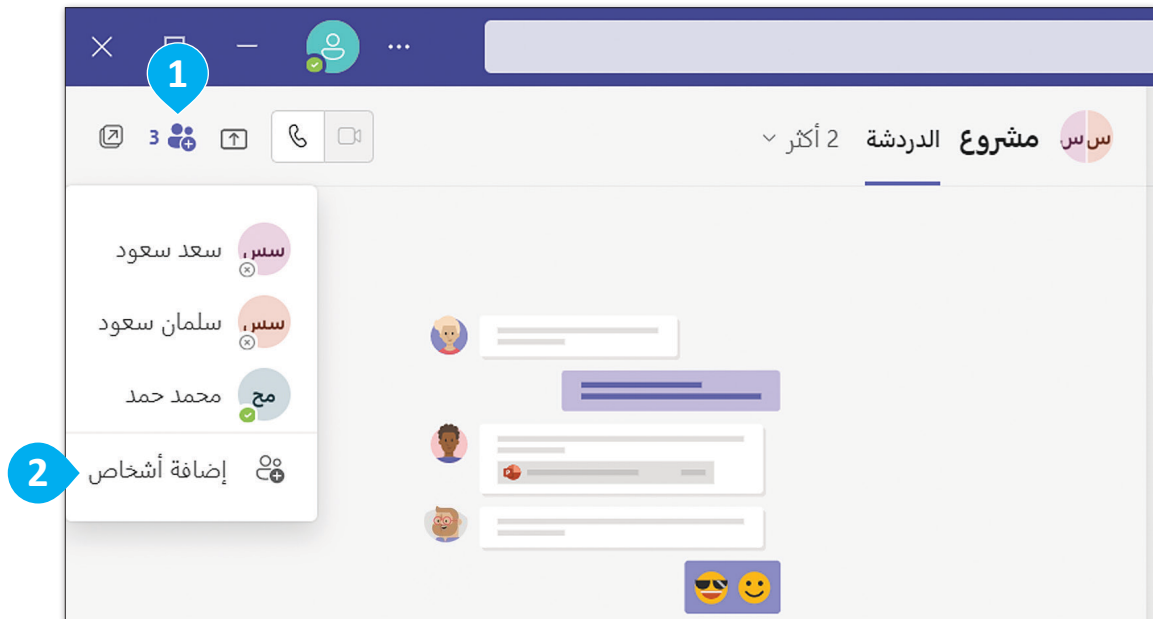 1
س س مشروع الدردشة 2 أكثر
3
سس سعد سعود
سس سلمان سعود
مح محمد حمد
2 إضافة أشخاص
P